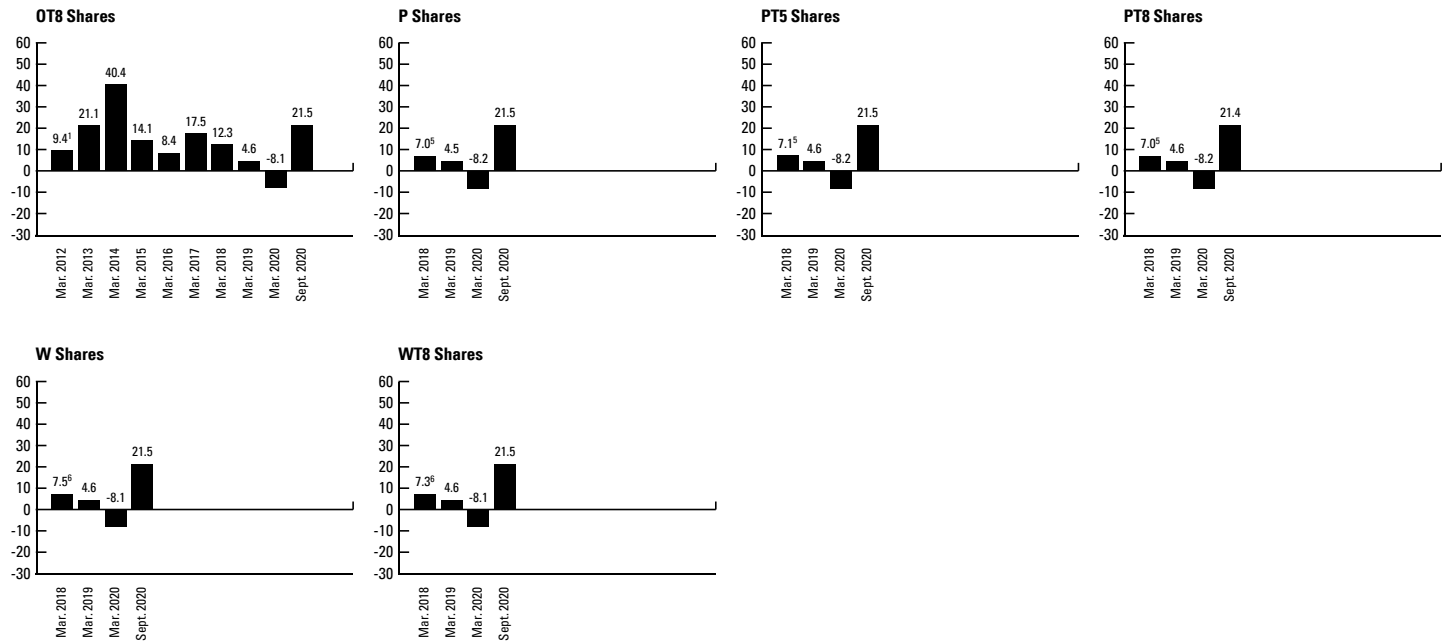 OT8 Shares
60
50
40
30
20
10
0
-10
-20
-30
9.4¹
21.1
40.4
14.1
8.4
17.5
12.3
4.6
-8.1
21.5
Mar. 2012
Mar. 2013
Mar. 2014
Mar. 2015
Mar. 2016
Mar. 2017
Mar. 2018
Mar. 2019
Mar. 2020
Sept. 2020
P Shares
60
50
40
30
20
10
0
-10
-20
-30
7.0⁵
4.5
-8.2
21.5
Mar. 2018
Mar. 2019
Mar. 2020
Sept. 2020
PT5 Shares
60
50
40
30
20
10
0
-10
-20
-30
7.1⁵
4.6
-8.2
21.5
Mar. 2018
Mar. 2019
Mar. 2020
Sept. 2020
PT8 Shares
60
50
40
30
20
10
0
-10
-20
-30
7.0⁵
4.6
-8.2
21.4
Mar. 2018
Mar. 2019
Mar. 2020
Sept. 2020
W Shares
60
50
40
30
20
10
0
-10
-20
-30
7.5⁶
4.6
-8.1
21.5
Mar. 2018
Mar. 2019
Mar. 2020
Sept. 2020
WT8 Shares
60
50
40
30
20
10
0
-10
-20
-30
7.3⁶
4.6
-8.1
21.5
Mar. 2018
Mar. 2019
Mar. 2020
Sept. 2020